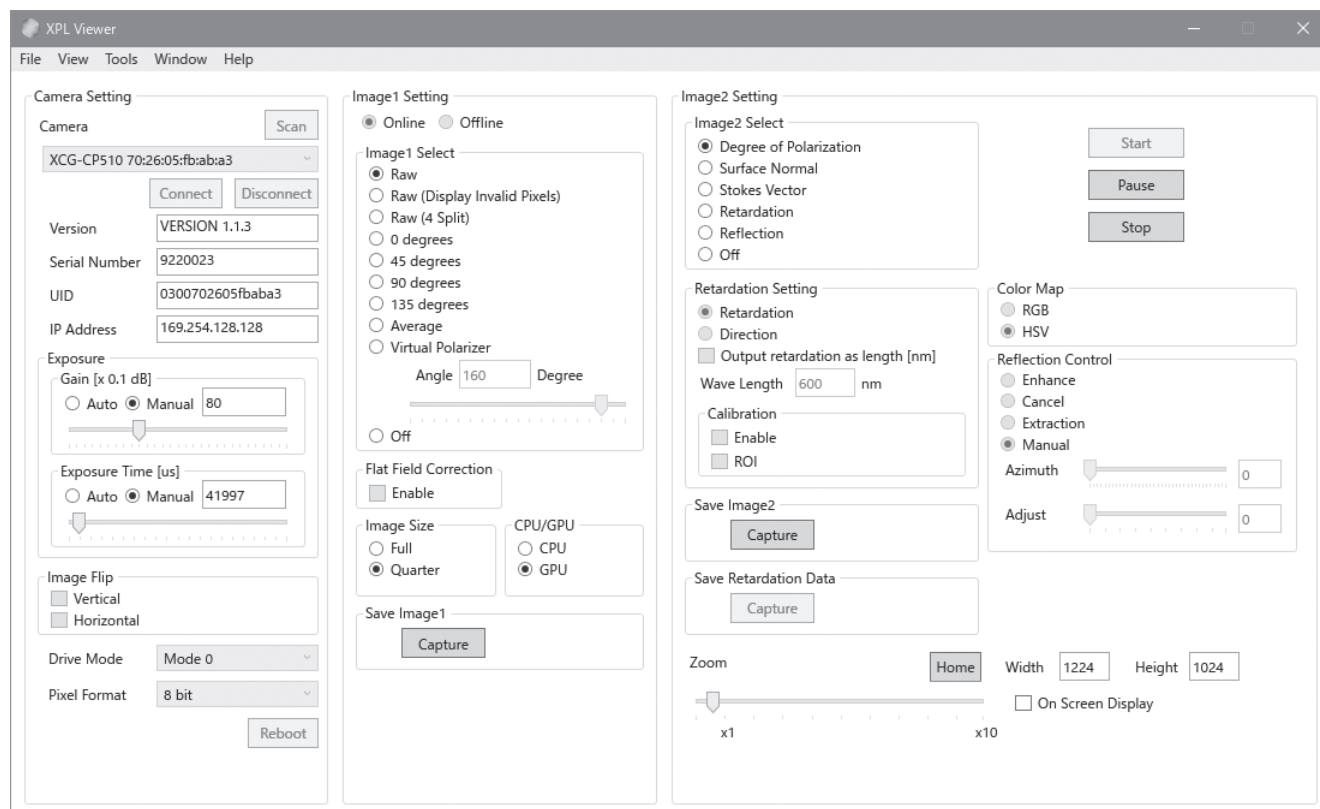 XPL Viewer
File View Tools Window Help
Camera Setting
Camera
Scan
XCG-CP510 70:26:05:fb:ab:a3
Connect Disconnect
Version VERSION 1.1.3
Serial Number 9220023
UID 0300702605fbaba3
IP Address 169.254.128.128
Exposure
Gain [x 0.1 dB]
Auto Manual 80
Exposure Time [us]
Auto Manual 41997
Image Flip
Vertical
Horizontal
Drive Mode Mode 0
Pixel Format 8 bit
Reboot
Image1 Setting
Online Offline
Image1 Select
Raw
Raw (Display Invalid Pixels)
Raw (4 Split)
0 degrees
45 degrees
90 degrees
135 degrees
Average
Virtual Polarizer
Angle 160 Degree
Off
Flat Field Correction
Enable
Image Size
Full
Quarter
CPU/GPU
CPU
GPU
Save Image1
Capture
Image2 Setting
Image2 Select
Degree of Polarization
Surface Normal
Stokes Vector
Retardation
Reflection
Off
Start
Pause
Stop
Retardation Setting
Retardation
Direction
Output retardation as length [nm]
Wave Length 600 nm
Calibration
Enable
ROI
Color Map
RGB
HSV
Reflection Control
Enhance
Cancel
Extraction
Manual
Azimuth 0
Adjust 0
Save Image2
Capture
Save Retardation Data
Capture
Zoom
Home Width 1224 Height 1024
On Screen Display
x1 x10